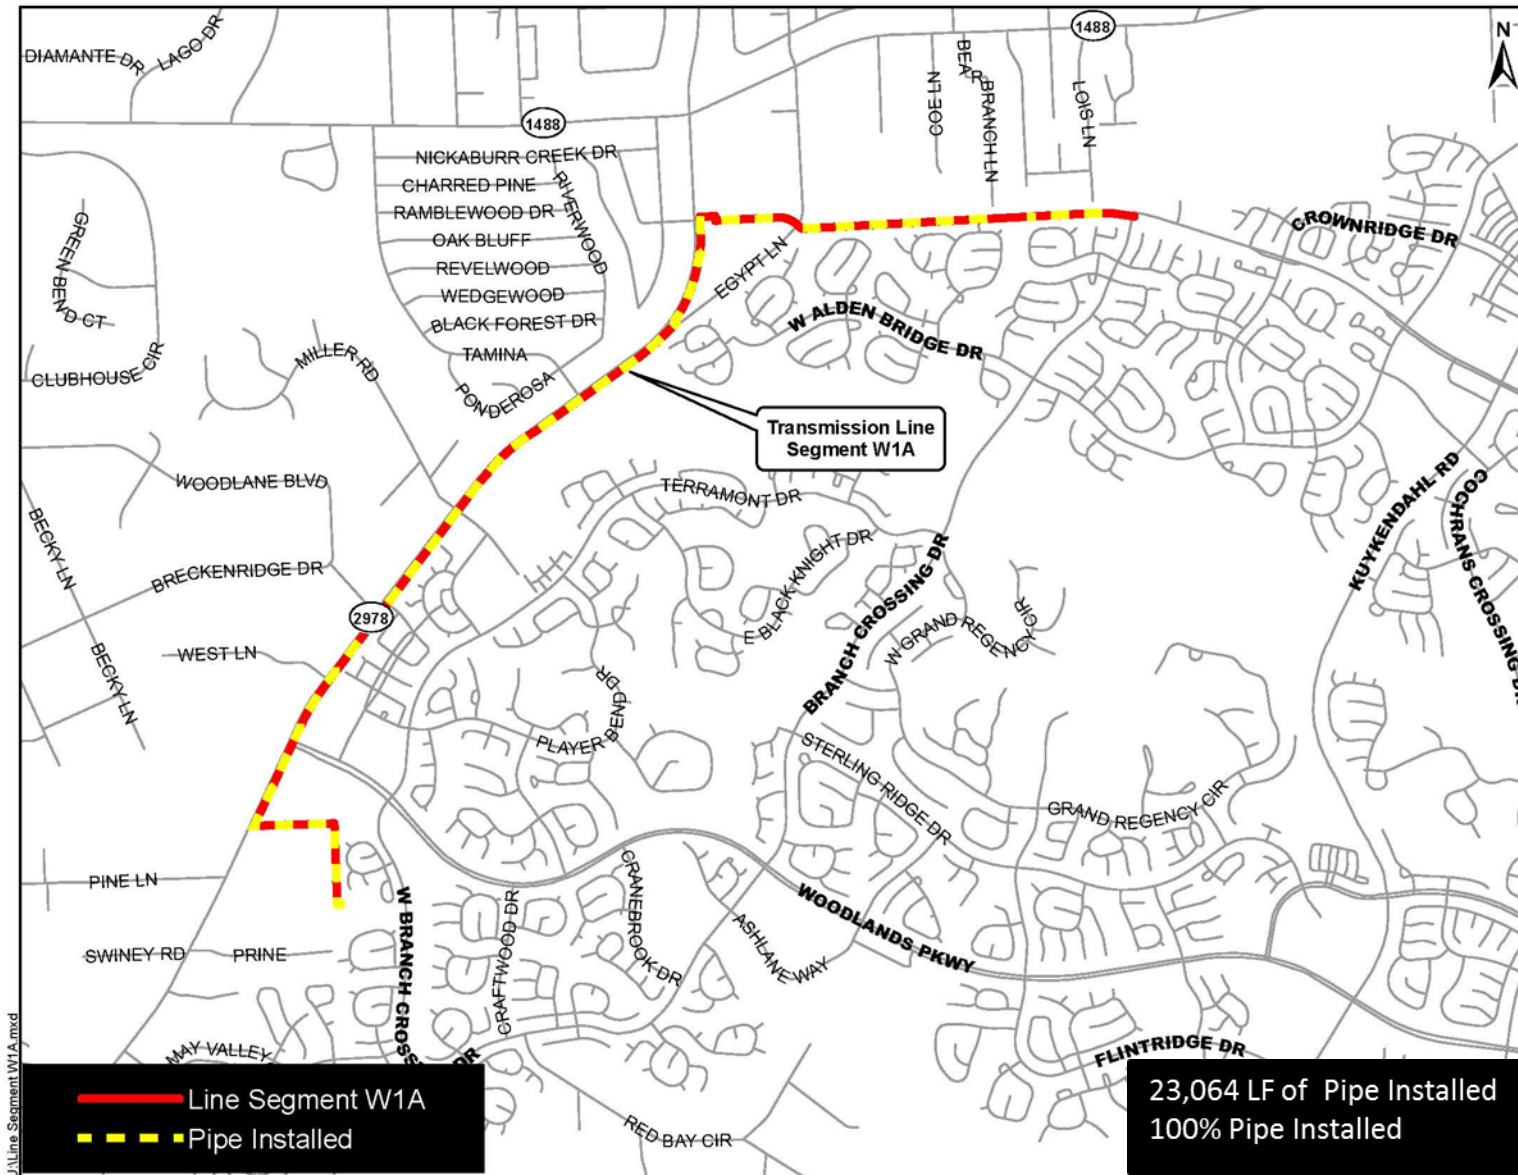 1488
N
DIAMANTE DR
LAGO DR
BEAR BRANCH LN
COE LN
LOIS LN
1488
NICKABURR CREEK DR
CHARRED PINE
RIVERWOOD
RAMBLEWOOD DR
OAK BLUFF
REVELWOOD
WEDGEWOOD
BLACK FOREST DR
TAMINA
PONDEROSA
GREEN BEND CT
CLUBHOUSE CIR
MILLER RD
EGYPT LN
CROWNRIDGE DR
W ALDEN BRIDGE DR
Transmission Line
Segment W1A
WOODLANE BLVD
TERRAMONT DR
KUYKENDAHL RD
COCHRANS CROSSING DR
BECKY LN
BRECKENRIDGE DR
E BLACK KNIGHT DR
BRANCH CROSSING DR
2978
W GRAND REGENCY CIR
WEST LN
BECKY LN
PLAYER BEND DR
STERLING RIDGE DR
GRAND REGENCY CIR
PINE LN
W BRANCH CROSS
DR
CRANEBROOK DR
CRAFTWOOD DR
ASHLANE WAY
WOODLANDS PKWY
SWINEY RD
PRINE
MAY VALLEY
FLINTRIDGE DR
RED BAY CIR
J:\Line Segment W1A.mxd
Line Segment W1A
Pipe Installed
23,064 LF of  Pipe Installed
100% Pipe Installed